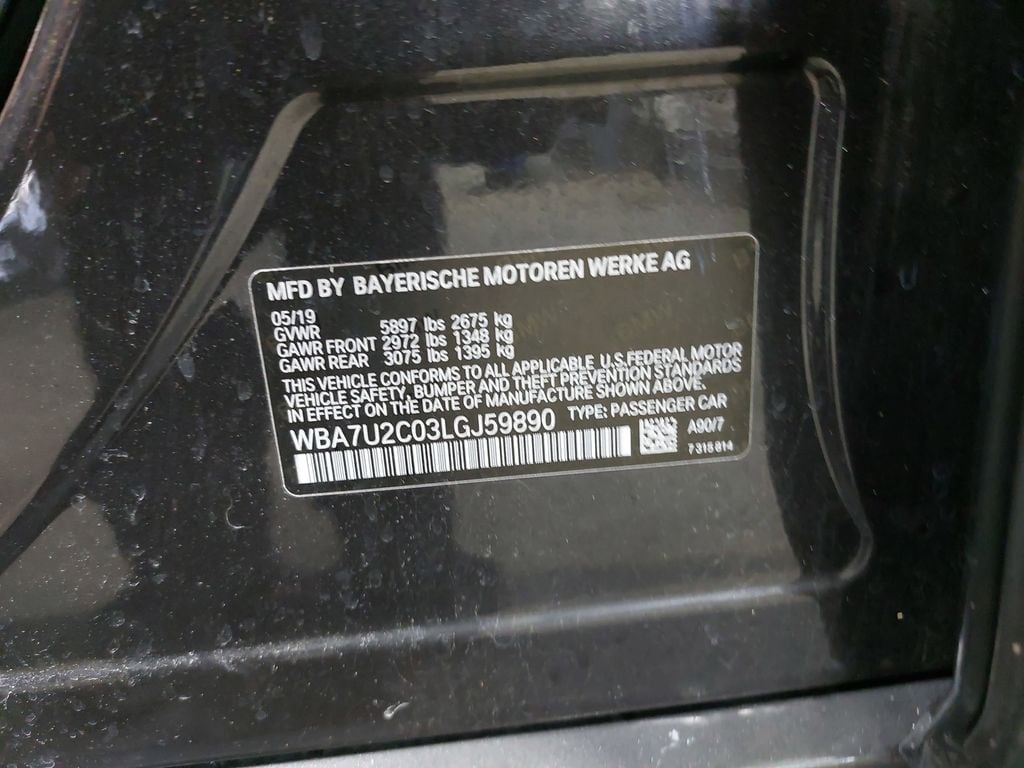 MFD BY BAYERISCHE MOTOREN WERKE AG
05/19
GVWR 5897 lbs 2675 kg
GAWR FRONT 2972 lbs 1348 kg
GAWR REAR 3075 lbs 1395 kg
THIS VEHICLE CONFORMS TO ALL APPLICABLE U.S. FEDERAL MOTOR
VEHICLE SAFETY, BUMPER AND THEFT PREVENTION STANDARDS
IN EFFECT ON THE DATE OF MANUFACTURE SHOWN ABOVE.
WBA7U2C03LGJ59890 TYPE: PASSENGER CAR
A90/7
7315814